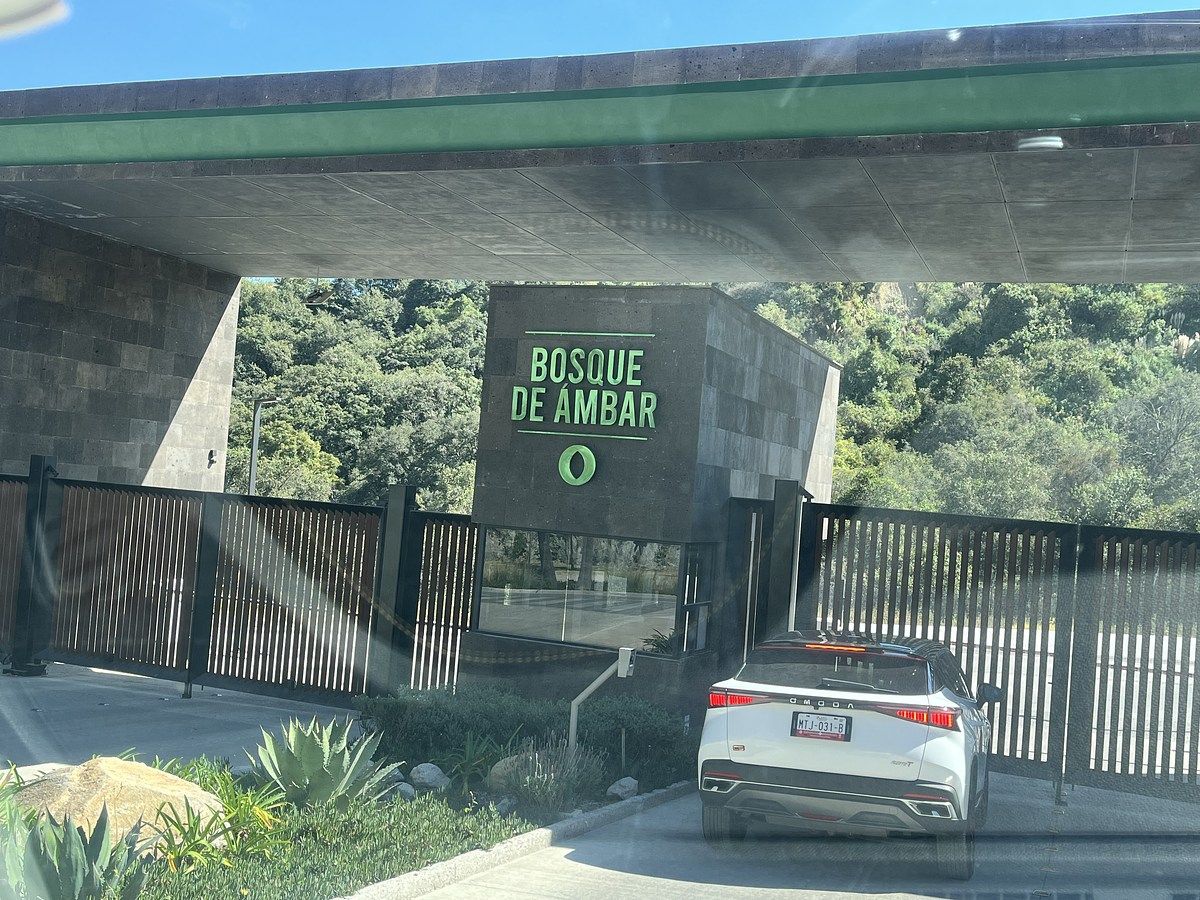 BOSQUE
DE ÁMBAR
OMODA
MTJ-031-B